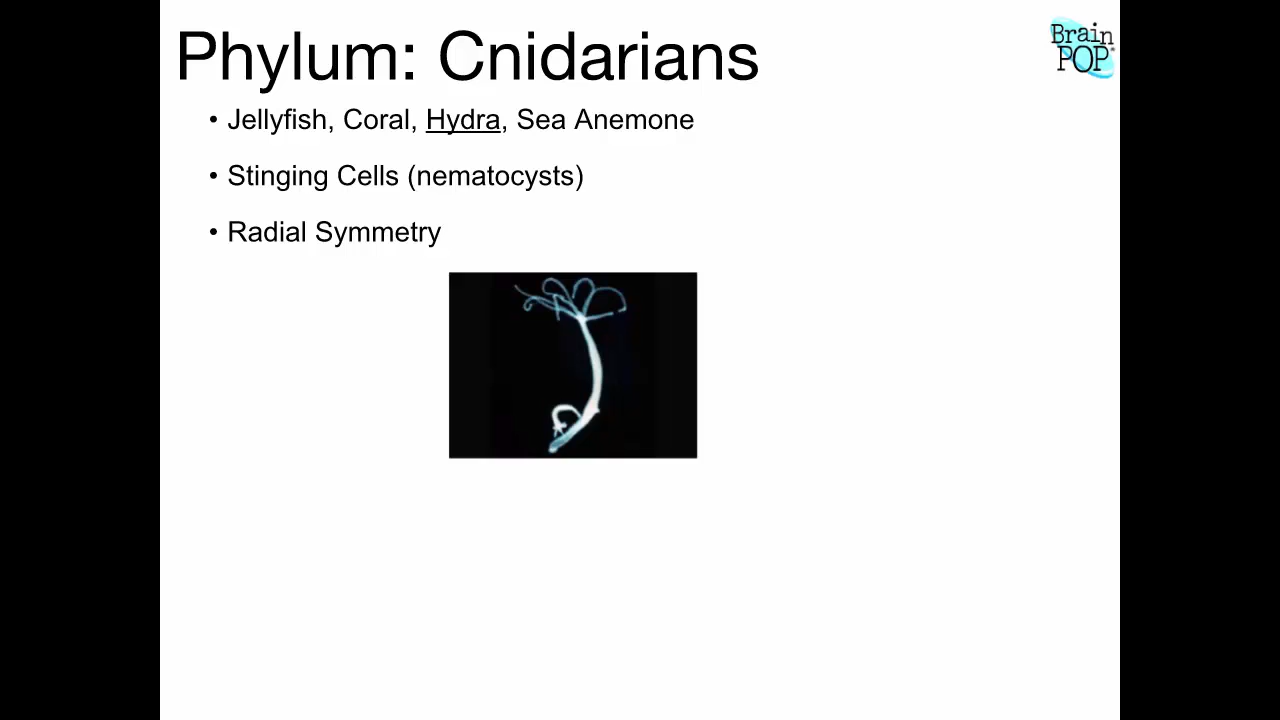 Phylum: Cnidarians
Brain
POP®
• Jellyfish, Coral, Hydra, Sea Anemone
• Stinging Cells (nematocysts)
• Radial Symmetry